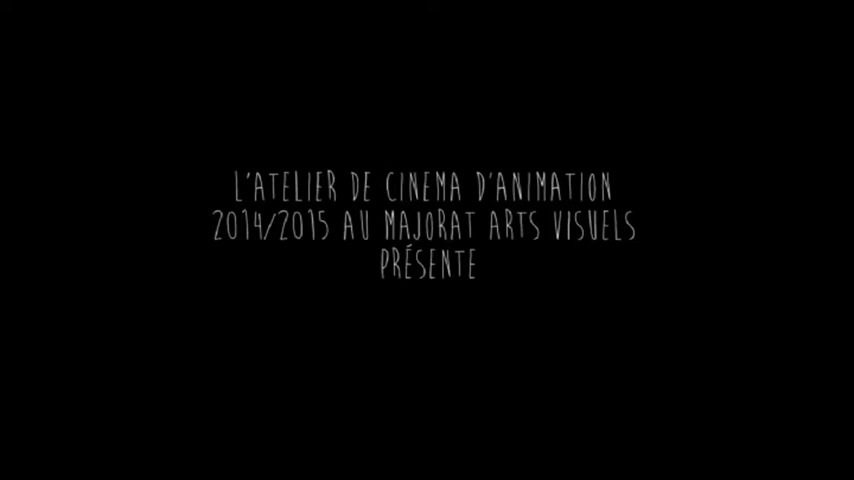 L'ATELIER DE CINEMA D'ANIMATION
2014/2015 AU MAJORAT ARTS VISUELS
PRÉSENTE